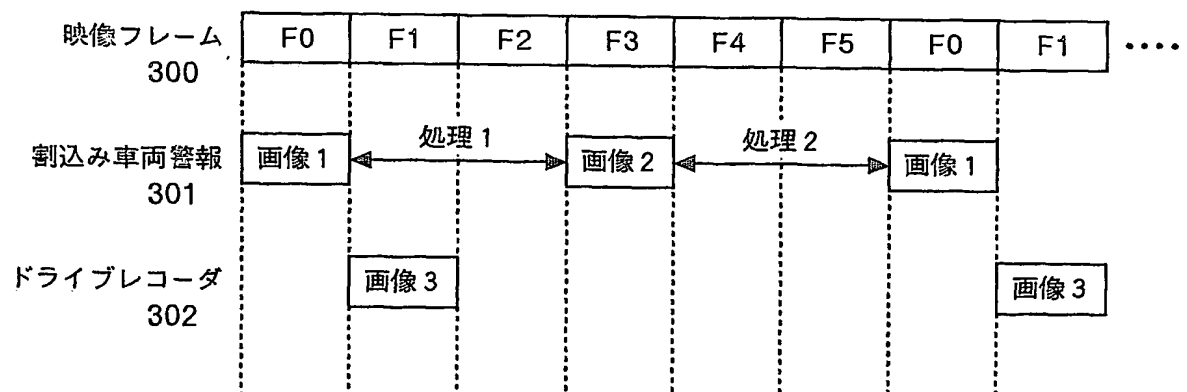 映像フレーム F0 F1 F2 F3 F4 F5 F0 F1 ‥‥
300
割込み車両警報 画像1 処理1 画像2 処理2 画像1
301
ドライブレコーダ 画像3 画像3
302